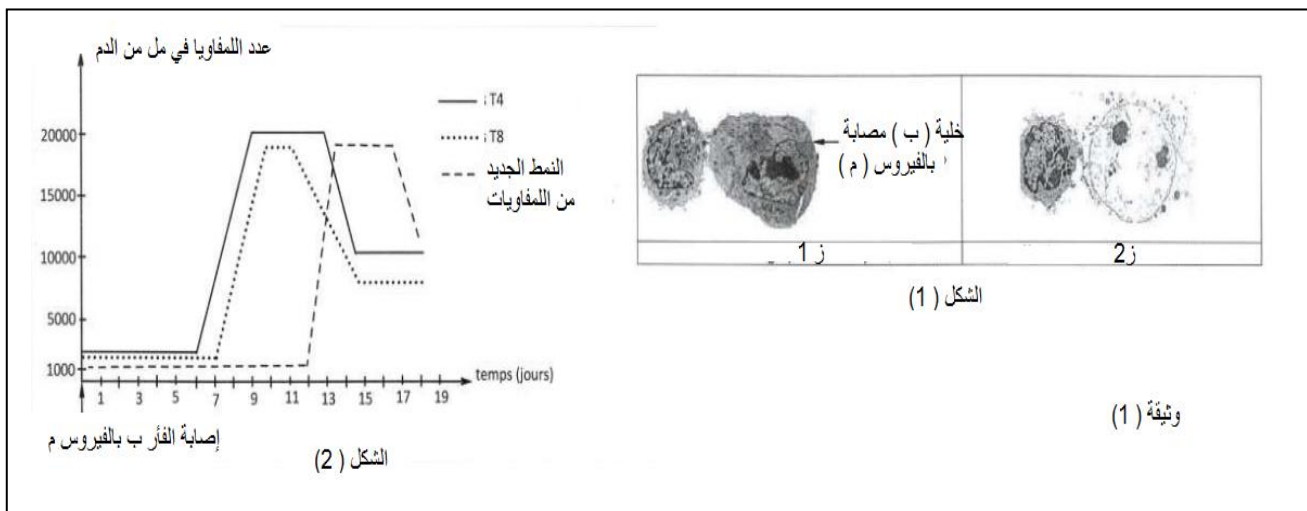 عدد اللمفاويا في مل من الدم
T4
T8
النمط الجديد
من اللمفاويات
20000
15000
10000
5000
1000
1 3 5 7 9 11 13 15 17 19
temps (jours)
إصابة الفأر ب بالفيروس م
الشكل (2)
خلية (ب) مصابة
بالفيروس (م)
ز 1
ز2
الشكل (1)
وثيقة (1)